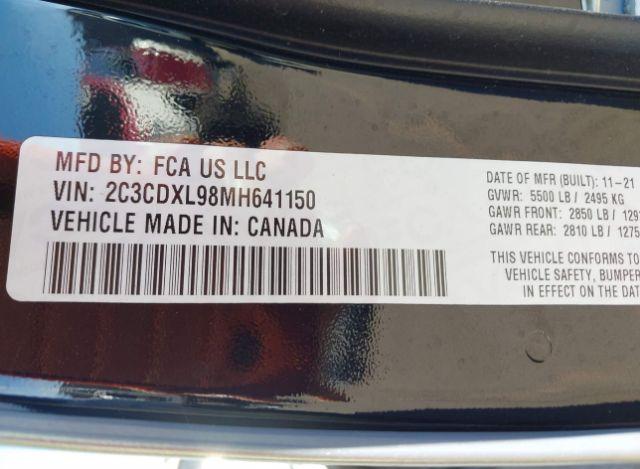 MFD BY: FCA US LLC
VIN: 2C3CDXL98MH641150
VEHICLE MADE IN: CANADA
DATE OF MFR (BUILT): 11-21
GVWR: 5500 LB / 2495 KG
GAWR FRONT: 2850 LB /
GAWR REAR: 2810 LB / 1275
THIS VEHICLE CONFORMS TO
VEHICLE SAFETY, BUMPER
IN EFFECT ON THE